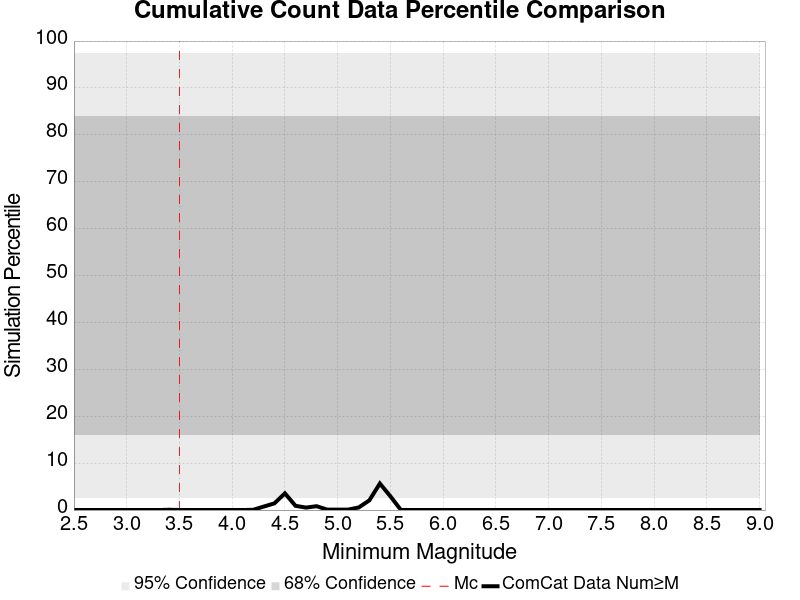 Cumulative Count Data Percentile Comparison
100
90
80
70
60
50
40
30
20
10
0
Simulation Percentile
2.5 3.0 3.5 4.0 4.5 5.0 5.5 6.0 6.5 7.0 7.5 8.0 8.5 9.0
Minimum Magnitude
95% Confidence 68% Confidence Mc ComCat Data Num≥M